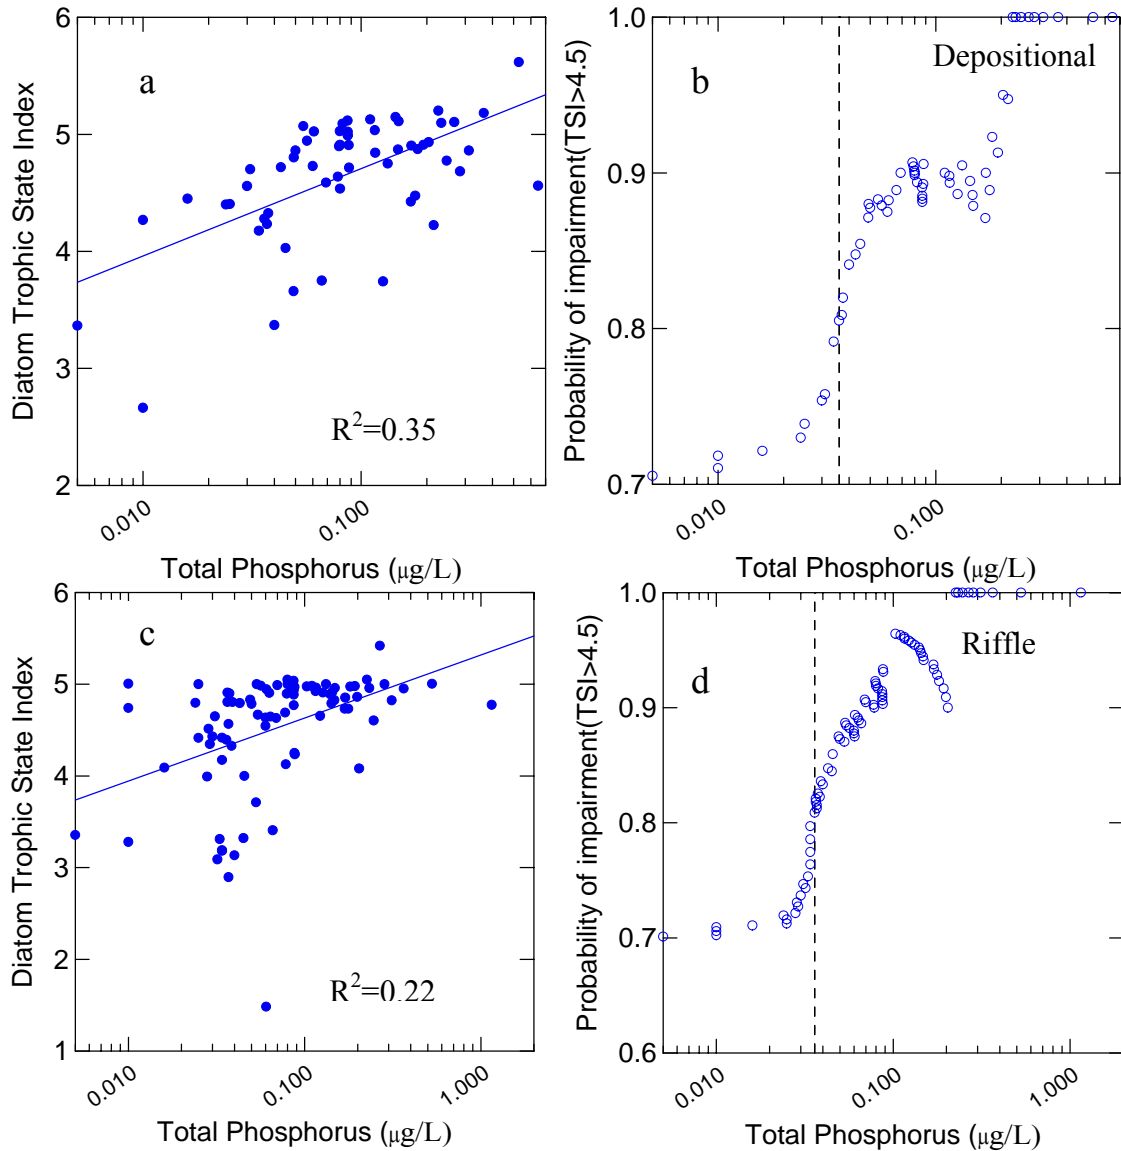 6
5
4
3
2
Diatom Trophic State Index
a
R²=0.35
0.010
0.100
Total Phosphorus (µg/L)
1.0
0.9
0.8
0.7
Probability of impairment(TSI>4.5)
b
Depositional
0.010
0.100
Total Phosphorus (µg/L)
6
5
4
3
2
1
Diatom Trophic State Index
c
R²=0.22
0.010
0.100
1.000
Total Phosphorus (µg/L)
1.0
0.9
0.8
0.7
0.6
Probability of impairment(TSI>4.5)
Riffle
d
0.010
0.100
1.000
Total Phosphorus (µg/L)